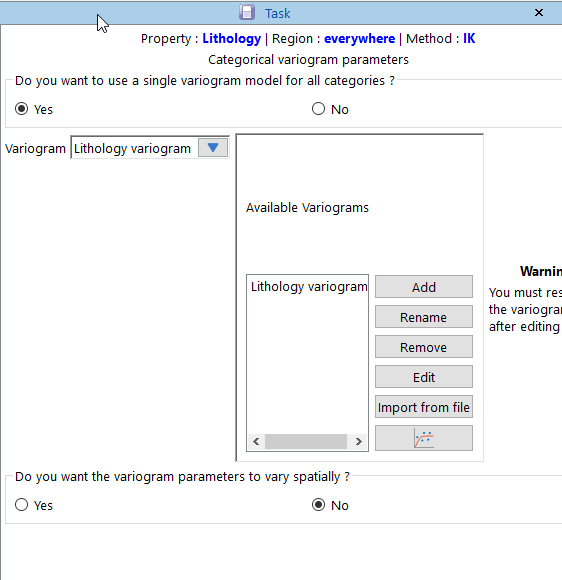 Task
Property : Lithology | Region : everywhere | Method : IK
Categorical variogram parameters
Do you want to use a single variogram model for all categories ?
Yes
No
Variogram
Lithology variogram
Available Variograms
Lithology variogram
Add
Rename
Remove
Edit
Import from file
Warnin
You must res
the variogra
after editing
Do you want the variogram parameters to vary spatially ?
Yes
No